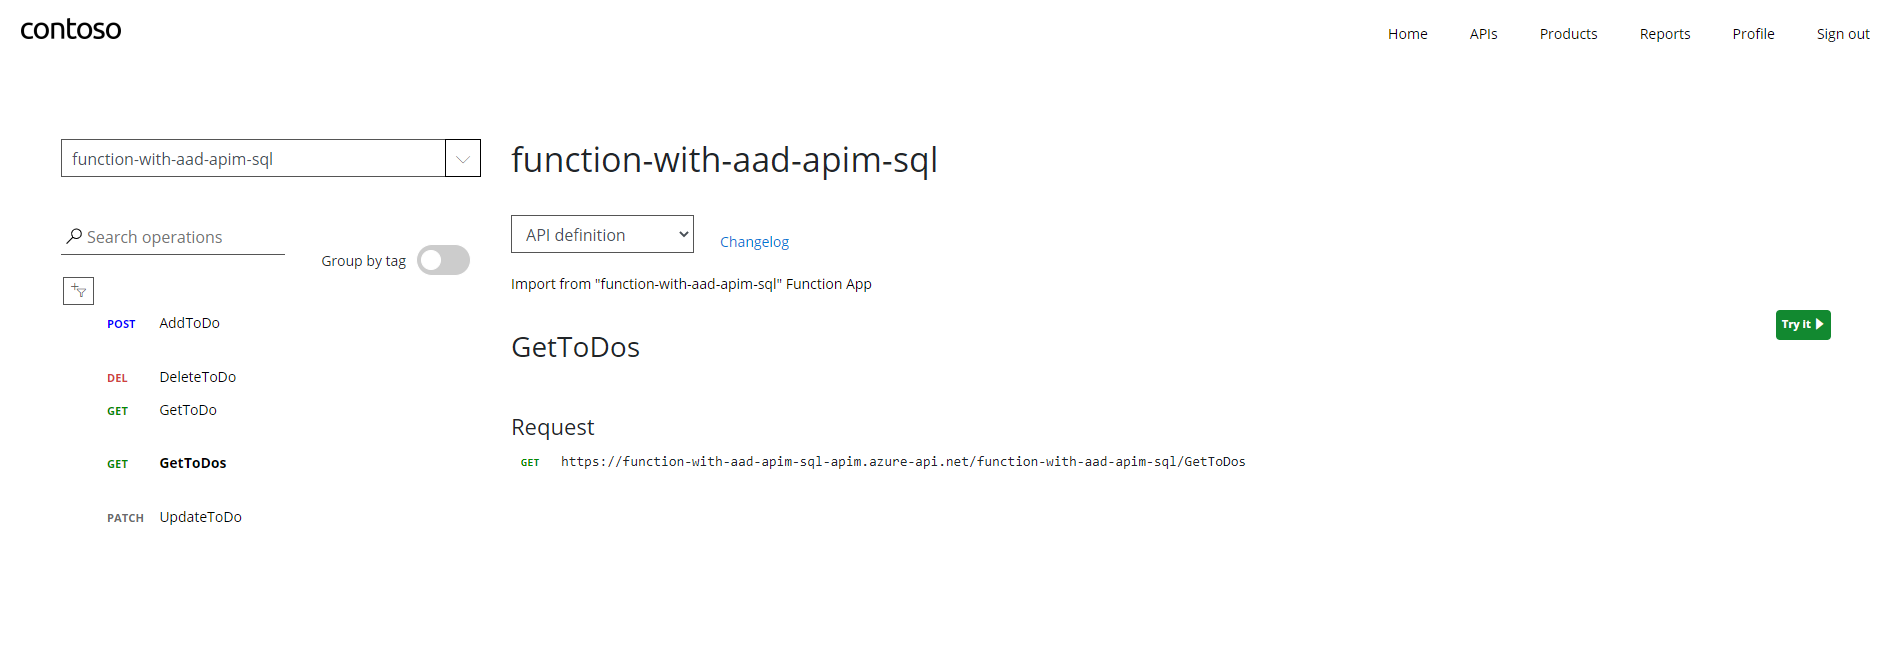 contoso
Home APIs Products Reports Profile Sign out
function-with-aad-apim-sql
Search operations
Group by tag
POST AddToDo
DEL DeleteToDo
GET GetToDo
GET GetToDos
PATCH UpdateToDo
function-with-aad-apim-sql
API definition Changelog
Import from "function-with-aad-apim-sql" Function App
Try it
GetToDos
Request
GET https://function-with-aad-apim-sql-apim.azure-api.net/function-with-aad-apim-sql/GetToDos